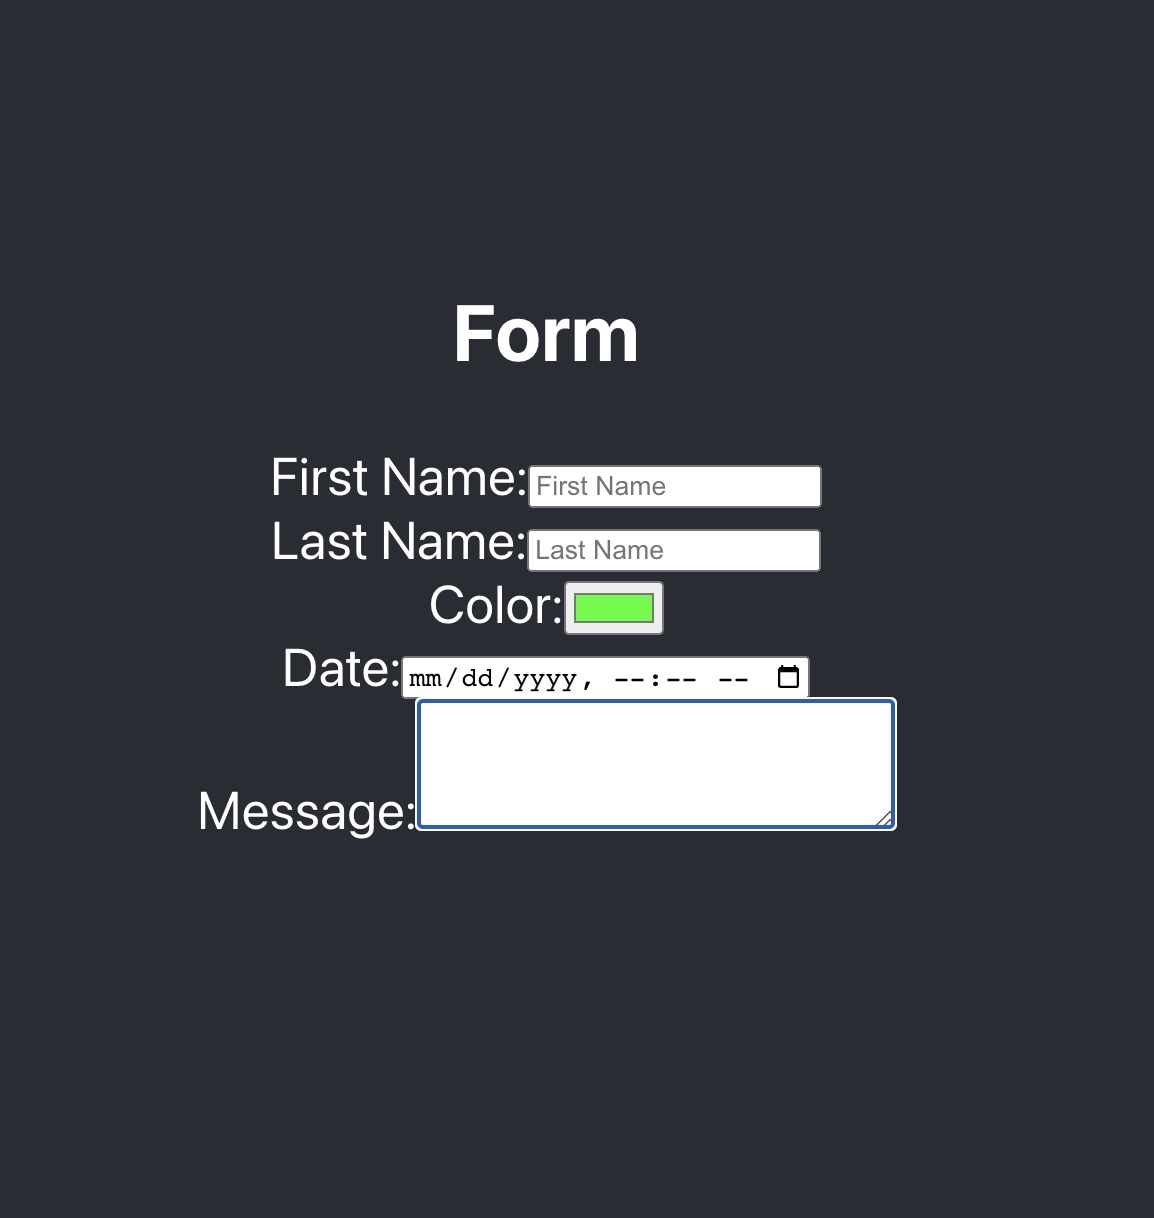 Form
First Name: First Name
Last Name: Last Name
Color:
Date: mm/dd/yyyy, --:-- --
Message: